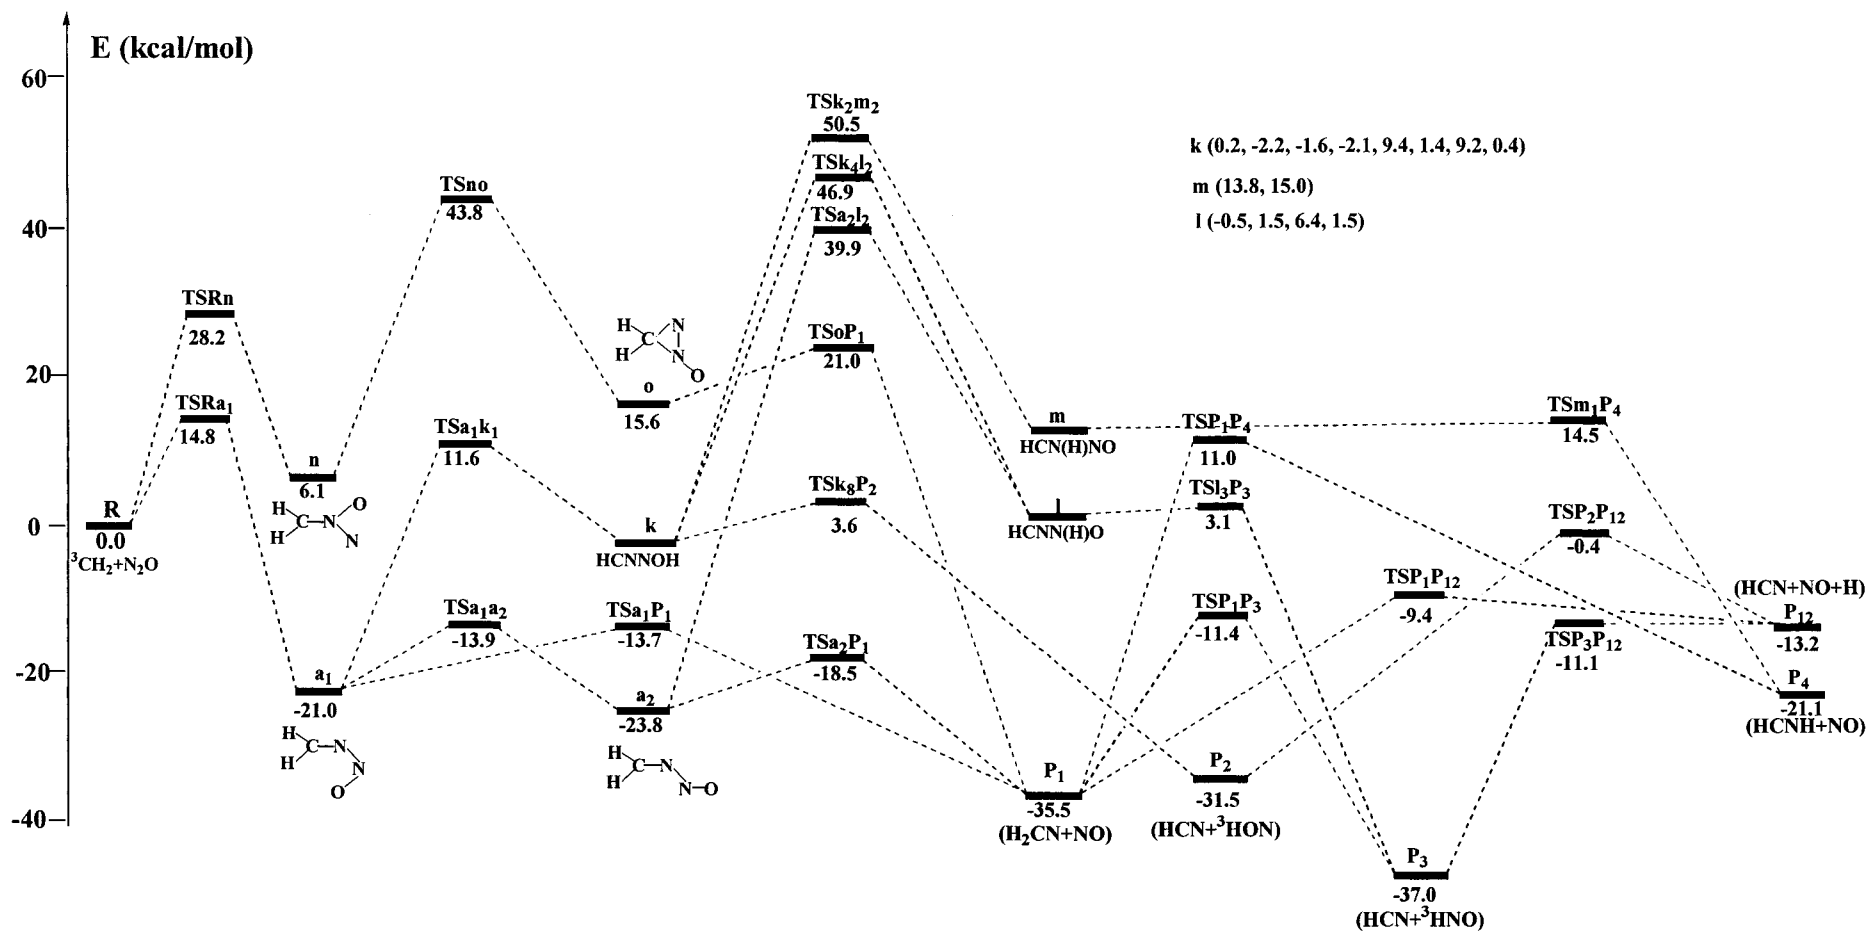 E (kcal/mol)
60
40
20
0
-20
-40
k (0.2, -2.2, -1.6, -2.1, 9.4, 1.4, 9.2, 0.4)
m (13.8, 15.0)
l (-0.5, 1.5, 6.4, 1.5)
R
0.0
³CH₂+N₂O
TSRn
28.2
TSRa₁
14.8
n
6.1
H
H
C
N
O
N
a₁
-21.0
H
H
C
N
N
O
TSno
43.8
TSa₁k₁
11.6
TSa₁a₂
-13.9
H
H
C
N
N
O
o
15.6
k
HCNNOH
TSa₁P₁
-13.7
a₂
-23.8
H
H
C
N
N
O
TSk₂m₂
50.5
TSk₄l₂
46.9
TSa₂l₂
39.9
TSoP₁
21.0
TSk₈P₂
3.6
TSa₂P₁
-18.5
m
HCN(H)NO
l
HCNN(H)O
P₁
-35.5
(H₂CN+NO)
TSP₁P₄
11.0
TSl₃P₃
3.1
TSP₁P₃
-11.4
P₂
-31.5
(HCN+³HON)
TSP₁P₁₂
-9.4
P₃
-37.0
(HCN+³HNO)
TSm₁P₄
14.5
TSP₂P₁₂
-0.4
TSP₃P₁₂
-11.1
(HCN+NO+H)
P₁₂
-13.2
P₄
-21.1
(HCNH+NO)